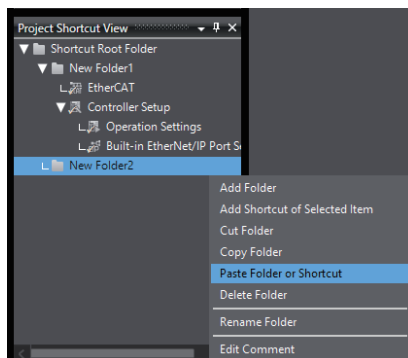 Project Shortcut View
Shortcut Root Folder
New Folder1
EtherCAT
Controller Setup
Operation Settings
Built-in EtherNet/IP Port S
New Folder2
Add Folder
Add Shortcut of Selected Item
Cut Folder
Copy Folder
Paste Folder or Shortcut
Delete Folder
Rename Folder
Edit Comment